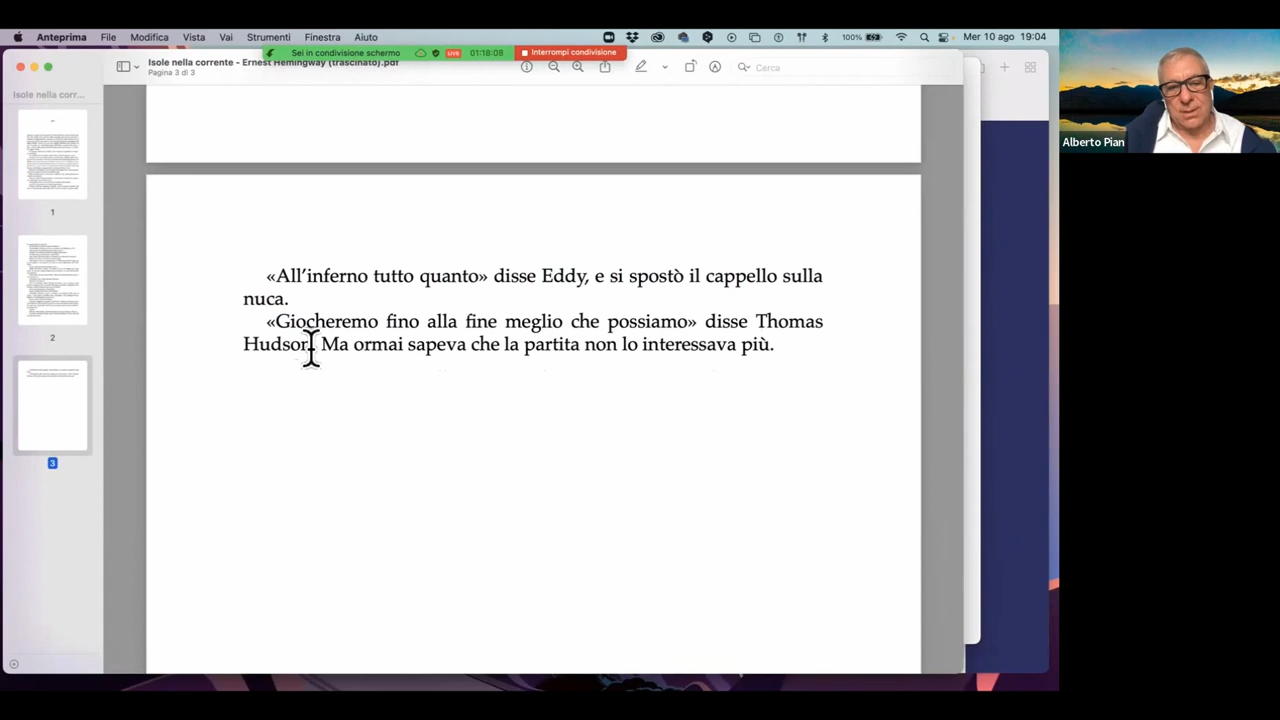 Anteprima File Modifica Vista Vai Strumenti Finestra Aiuto 100% Mer 10 ago 19:04
Sei in condivisione schermo LIVE 01:18:08 Interrompi condivisione
Isole nella corrente - Ernest Hemingway (trascinato).pdf
Pagina 3 di 3
Cerca
Isole nella corr...
1
2
3
«All’inferno tutto quanto» disse Eddy, e si spostò il cappello sulla
nuca.
«Giocheremo fino alla fine meglio che possiamo» disse Thomas
Hudson. Ma ormai sapeva che la partita non lo interessava più.
Alberto Pian